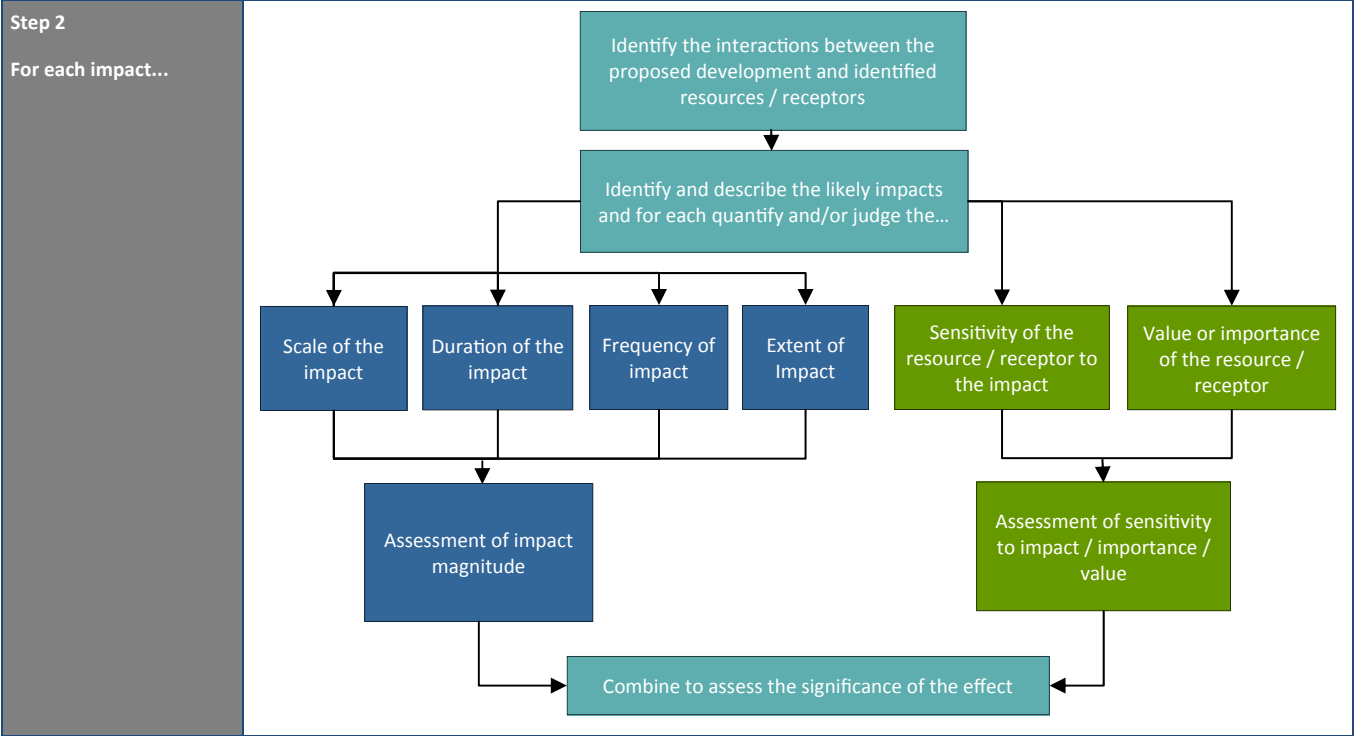 Step 2
For each impact...
Identify the interactions between the
proposed development and identified
resources / receptors
Identify and describe the likely impacts
and for each quantify and/or judge the…
Scale of the
impact
Duration of the
impact
Frequency of
impact
Extent of
Impact
Sensitivity of the
resource / receptor to
the impact
Value or importance
of the resource /
receptor
Assessment of impact
magnitude
Assessment of sensitivity
to impact / importance /
value
Combine to assess the significance of the effect